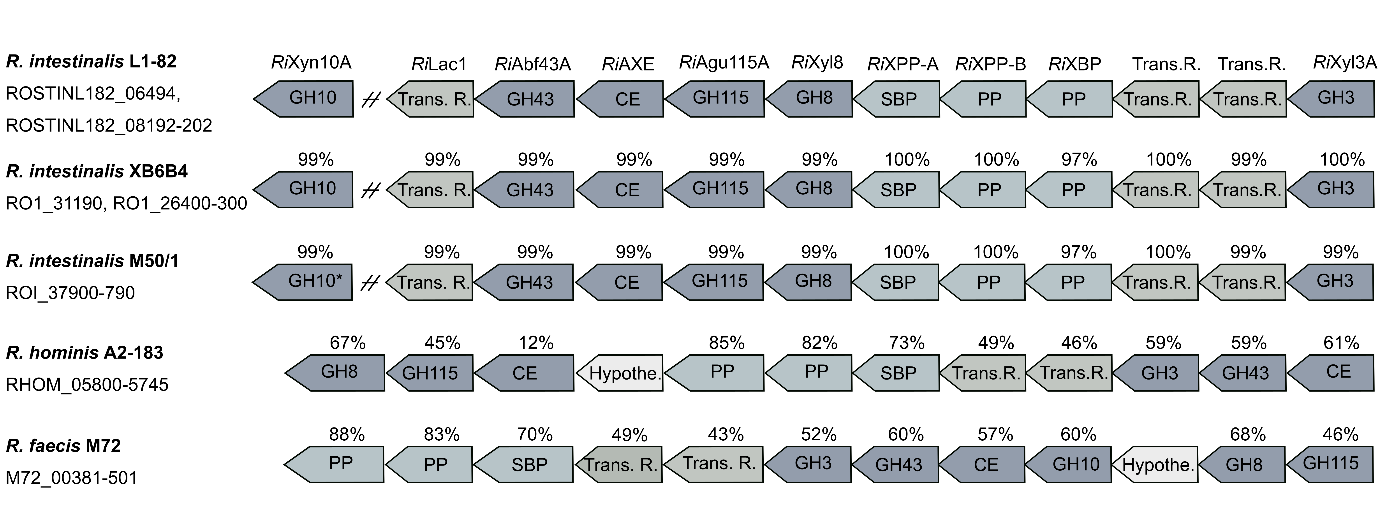 RiXyn10A RiLac1 RiAbf43A RiAXE RiAgu115A RiXyl8 RiXPP-A RiXPP-B RiXBP Trans.R. Trans.R. RiXyl3A
R. intestinalis L1-82
GH10 Trans. R. GH43 CE GH115 GH8 SBP PP PP Trans.R. Trans.R. GH3
ROSTINL182_06494,
ROSTINL182_08192-202
99% 99% 99% 99% 99% 99% 100% 100% 97% 100% 99% 100%
R. intestinalis XB6B4
GH10 Trans. R. GH43 CE GH115 GH8 SBP PP PP Trans.R. Trans.R. GH3
RO1_31190, RO1_26400-300
99% 99% 99% 99% 99% 99% 100% 100% 97% 100% 99% 99%
R. intestinalis M50/1
GH10* Trans. R. GH43 CE GH115 GH8 SBP PP PP Trans.R. Trans.R. GH3
ROI_37900-790
67% 45% 12% 85% 82% 73% 49% 46% 59% 59% 61%
R. hominis A2-183
GH8 GH115 CE Hypothe. PP PP SBP Trans.R. Trans.R. GH3 GH43 CE
RHOM_05800-5745
88% 83% 70% 49% 43% 52% 60% 57% 60% 68% 46%
R. faecis M72
PP PP SBP Trans. R. Trans. R. GH3 GH43 CE GH10 Hypothe. GH8 GH115
M72_00381-501